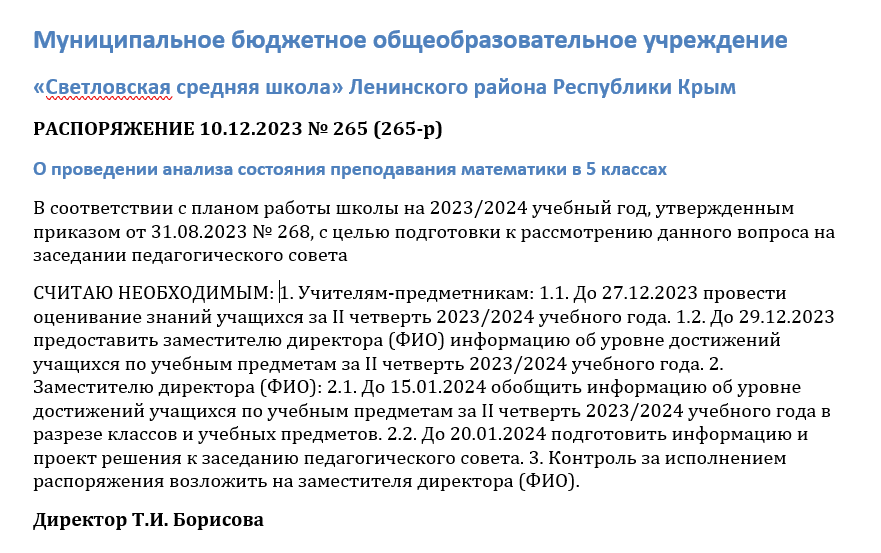 Муниципальное бюджетное общеобразовательное учреждение
«Светловская средняя школа» Ленинского района Республики Крым
РАСПОРЯЖЕНИЕ 10.12.2023 № 265 (265-р)
О проведении анализа состояния преподавания математики в 5 классах
В соответствии с планом работы школы на 2023/2024 учебный год, утвержденным
приказом от 31.08.2023 № 268, с целью подготовки к рассмотрению данного вопроса на
заседании педагогического совета
СЧИТАЮ НЕОБХОДИМЫМ: 1. Учителям-предметникам: 1.1. До 27.12.2023 провести
оценивание знаний учащихся за II четверть 2023/2024 учебного года. 1.2. До 29.12.2023
предоставить заместителю директора (ФИО) информацию об уровне достижений
учащихся по учебным предметам за II четверть 2023/2024 учебного года. 2.
Заместителю директора (ФИО): 2.1. До 15.01.2024 обобщить информацию об уровне
достижений учащихся по учебным предметам за II четверть 2023/2024 учебного года в
разрезе классов и учебных предметов. 2.2. До 20.01.2024 подготовить информацию и
проект решения к заседанию педагогического совета. 3. Контроль за исполнением
распоряжения возложить на заместителя директора (ФИО).
Директор Т.И. Борисова